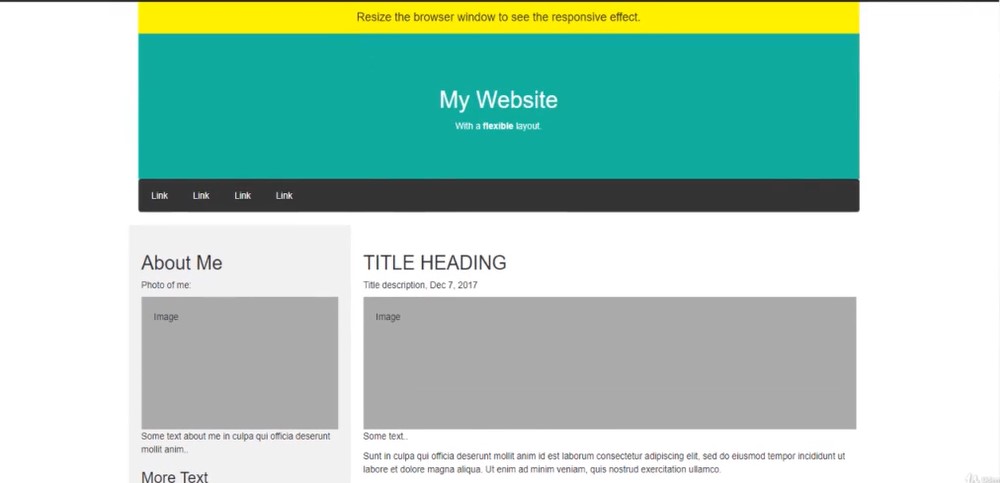 Resize the browser window to see the responsive effect.
My Website
With a flexible layout.
Link Link Link Link
About Me
Photo of me:
Image
Some text about me in culpa qui officia deserunt
mollit anim..
More Text
TITLE HEADING
Title description, Dec 7, 2017
Image
Some text..
Sunt in culpa qui officia deserunt mollit anim id est laborum consectetur adipiscing elit, sed do eiusmod tempor incididunt ut
labore et dolore magna aliqua. Ut enim ad minim veniam, quis nostrud exercitation ullamco.